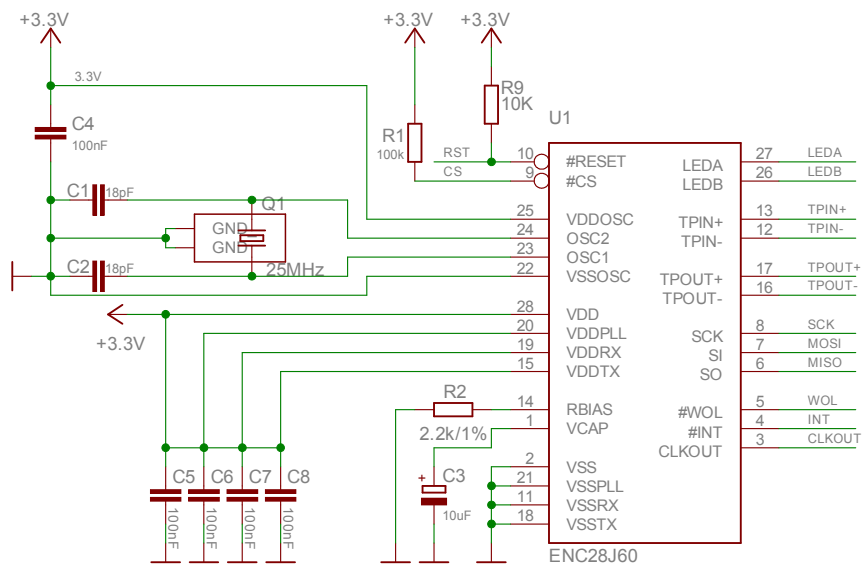 +3.3V
+3.3V
+3.3V
3.3V
C4
100nF
R1
100k
R9
10K
U1
RST
CS
10
9
#RESET
#CS
LEDA
LEDB
27
26
LEDA
LEDB
C1
18pF
Q1
GND
GND
25MHz
C2
18pF
25
24
23
22
VDDOSC
OSC2
OSC1
VSSOSC
TPIN+
TPIN-
13
12
TPIN+
TPIN-
TPOUT+
TPOUT-
17
16
TPOUT+
TPOUT-
+3.3V
28
20
19
15
VDD
VDDPLL
VDDRX
VDDTX
SCK
SI
SO
8
7
6
SCK
MOSI
MISO
R2
2.2k/1%
14
1
RBIAS
VCAP
#WOL
#INT
CLKOUT
5
4
3
WOL
INT
CLKOUT
C5
100nF
C6
100nF
C7
100nF
C8
100nF
+
C3
10uF
2
21
11
18
VSS
VSSPLL
VSSRX
VSSTX
ENC28J60